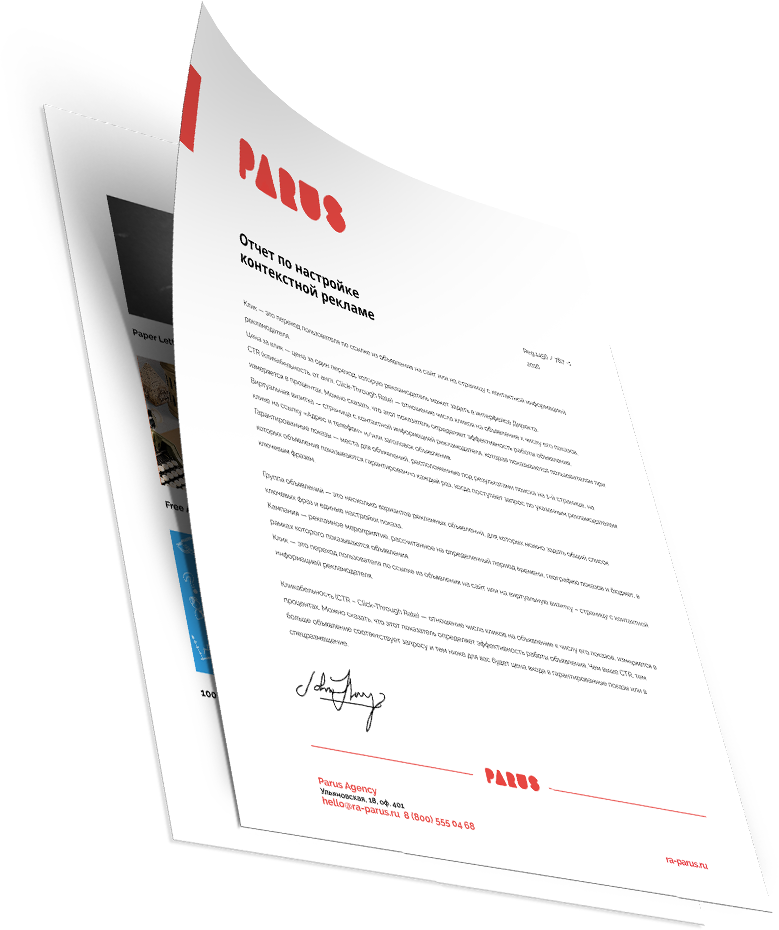 PARUS
Отчет по настройке
контекстной рекламе
2016
Клик — это переход пользователя по ссылке из объявления на сайт или на страницу с контактной информацией
рекламодателя.
Цена за клик — цена за один переход, которую рекламодатель может задать в интерфейсе Директа.
CTR (кликабельность, от англ. Click-Through Rate) — отношение числа кликов на объявление к числу его показов,
измеряется в процентах. Можно сказать, что этот показатель определяет эффективность работы объявления.
Виртуальная визитка — страница с контактной информацией рекламодателя, которая показывается пользователю при
клике на ссылку «Адрес и телефон» и/или заголовок объявления.
Гарантированные показы — места для объявлений, расположенные под результатами поиска на 1-й странице, на
которых объявления показываются гарантированно каждый раз, когда поступает запрос по указанным рекламодателем
ключевым фразам.
Группа объявлений — это несколько вариантов рекламных объявлений, для которых можно задать общий список
ключевых фраз и единые настройки показа.
Кампания — рекламное мероприятие, рассчитанное на определенный период времени, географию показов и бюджет, в
рамках которого показываются объявления.
Клик — это переход пользователя по ссылке из объявления на сайт или на виртуальную визитку – страницу с контактной
информацией рекламодателя.
Кликабельность (CTR – Click-Through Rate) — отношение числа кликов на объявление к числу его показов, измеряется в
процентах. Можно сказать, что этот показатель определяет эффективность работы объявления. Чем выше CTR, тем
больше объявление соответствует запросу и тем ниже для вас будет цена входа в гарантированные показы или в
спецразмещение.
PARUS
Parus Agency
Ульяновская, 18, оф. 401
hello@ra-parus.ru 8 (800) 555 04 68
ra-parus.ru
Paper Lett
Free
100